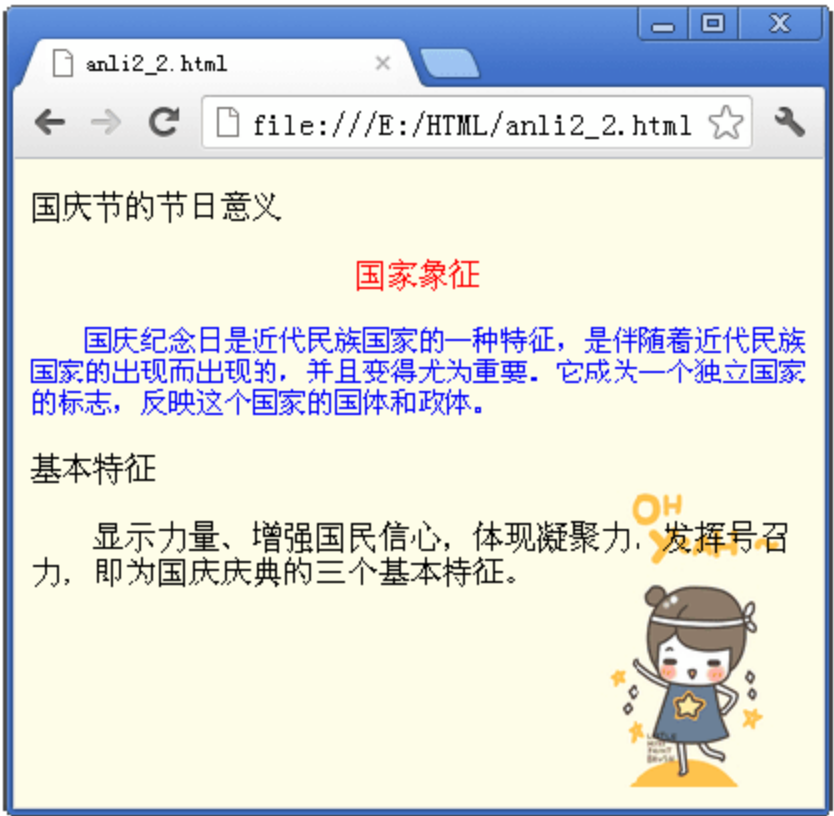 anli2_2.html
file:///E:/HTML/anli2_2.html
国庆节的节日意义
国家象征
国庆纪念日是近代民族国家的一种特征，是伴随着近代民族
国家的出现而出现的，并且变得尤为重要。它成为一个独立国家
的标志，反映这个国家的国体和政体。
基本特征
OH
YEAH~
显示力量、增强国民信心，体现凝聚力，发挥号召
力，即为国庆庆典的三个基本特征。